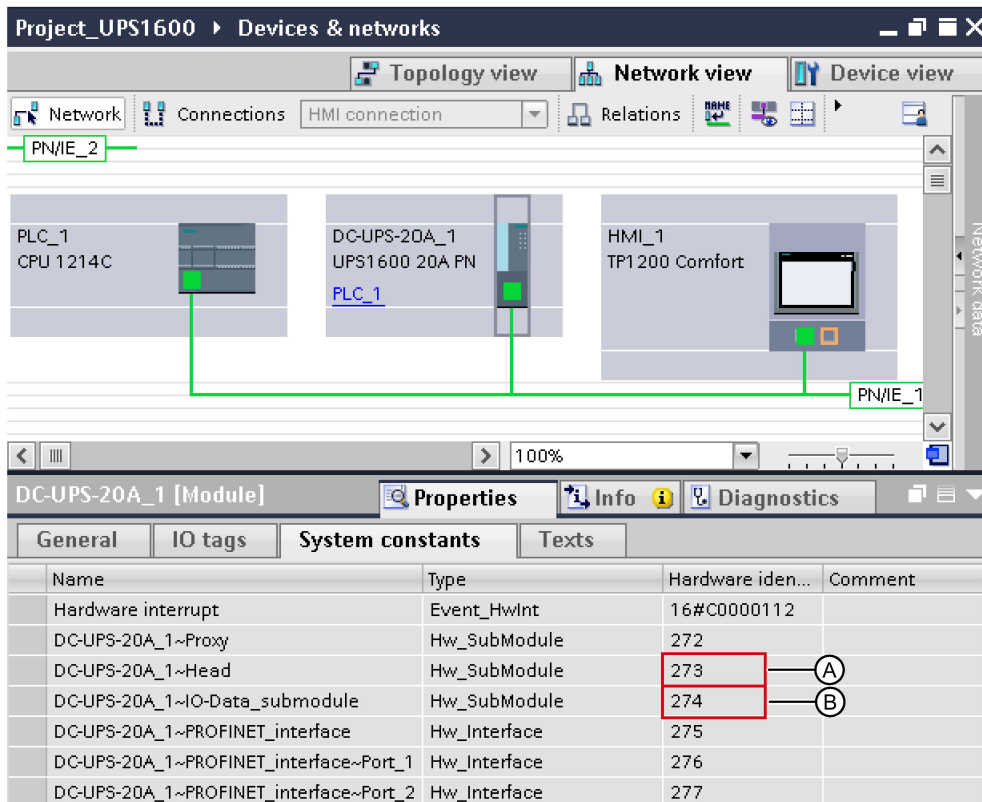 Project_UPS1600 ▸ Devices & networks
Topology view Network view Device view
Network Connections HMI connection Relations
PN/IE_2
PLC_1
CPU 1214C
DC-UPS-20A_1
UPS1600 20A PN
PLC_1
HMI_1
TP1200 Comfort
Network data
PN/IE_1
100%
DC-UPS-20A_1 [Module] Properties Info Diagnostics
General IO tags System constants Texts
Name Type Hardware iden... Comment
Hardware interrupt Event_HwInt 16#C0000112
DC-UPS-20A_1~Proxy Hw_SubModule 272
DC-UPS-20A_1~Head Hw_SubModule 273 A
DC-UPS-20A_1~IO-Data_submodule Hw_SubModule 274 B
DC-UPS-20A_1~PROFINET_interface Hw_Interface 275
DC-UPS-20A_1~PROFINET_interface~Port_1 Hw_Interface 276
DC-UPS-20A_1~PROFINET_interface~Port_2 Hw_Interface 277